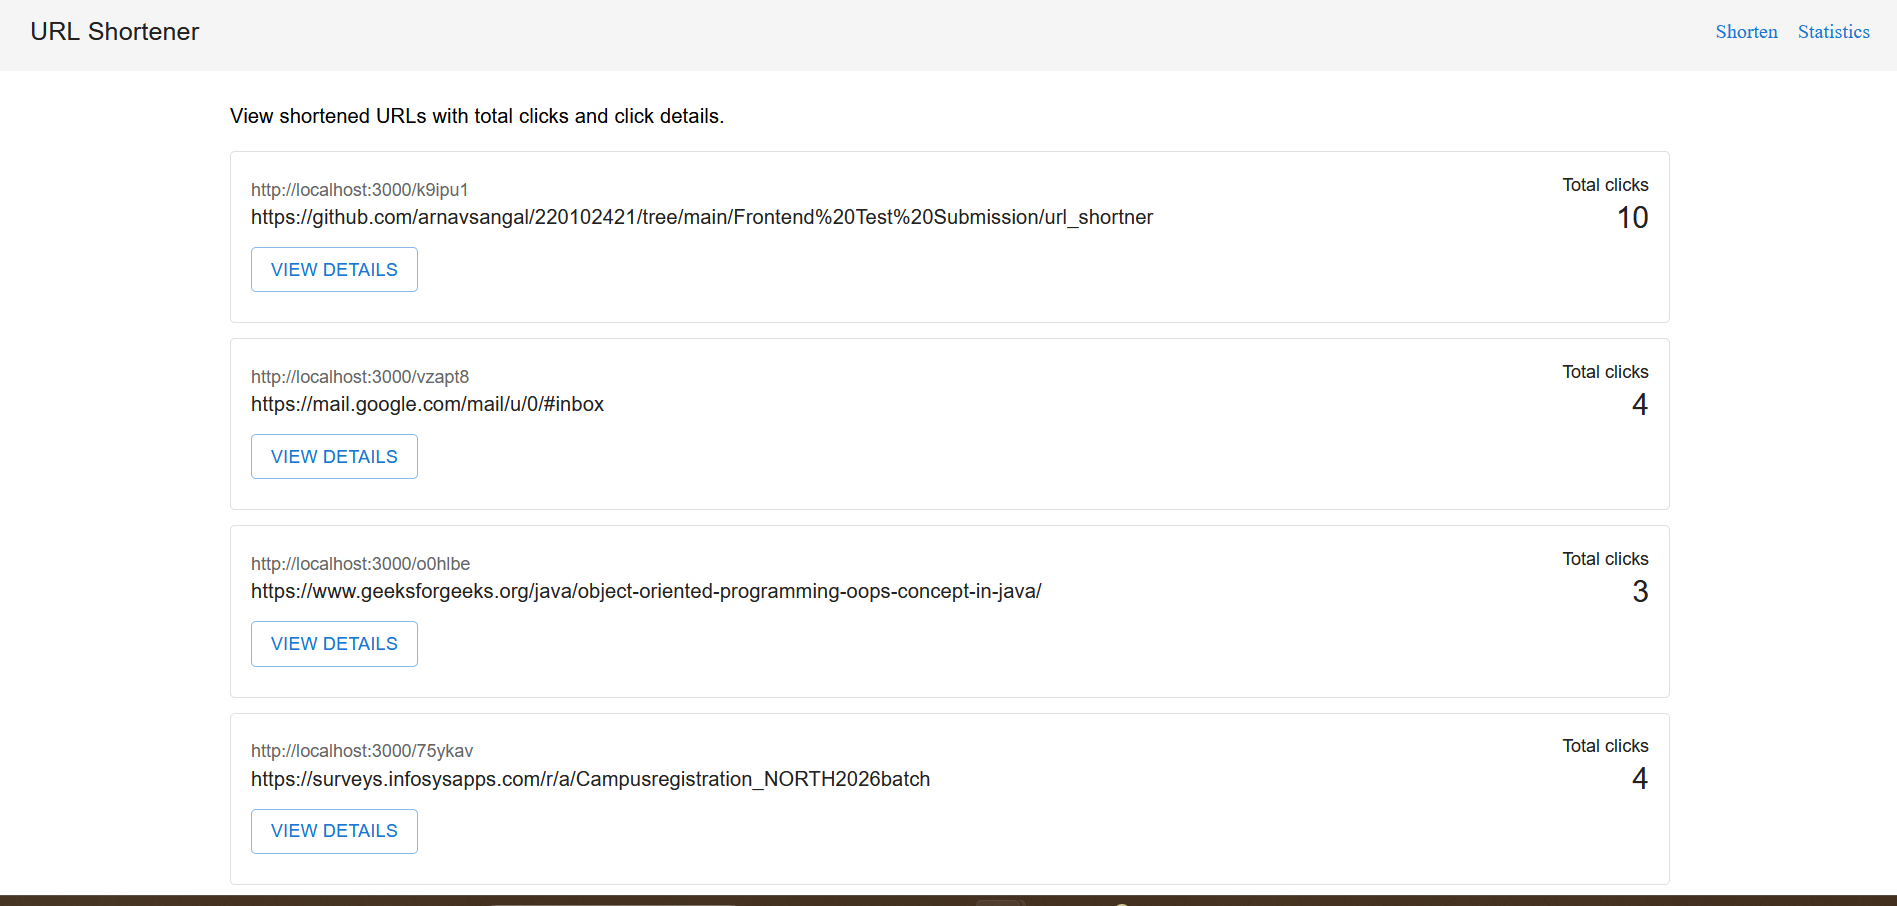 URL Shortener
Shorten Statistics
View shortened URLs with total clicks and click details.
http://localhost:3000/k9ipu1
Total clicks
https://github.com/arnavsangal/220102421/tree/main/Frontend%20Test%20Submission/url_shortner
10
VIEW DETAILS
http://localhost:3000/vzapt8
Total clicks
https://mail.google.com/mail/u/0/#inbox
4
VIEW DETAILS
http://localhost:3000/o0hlbe
Total clicks
https://www.geeksforgeeks.org/java/object-oriented-programming-oops-concept-in-java/
3
VIEW DETAILS
http://localhost:3000/75ykav
Total clicks
https://surveys.infosysapps.com/r/a/Campusregistration_NORTH2026batch
4
VIEW DETAILS